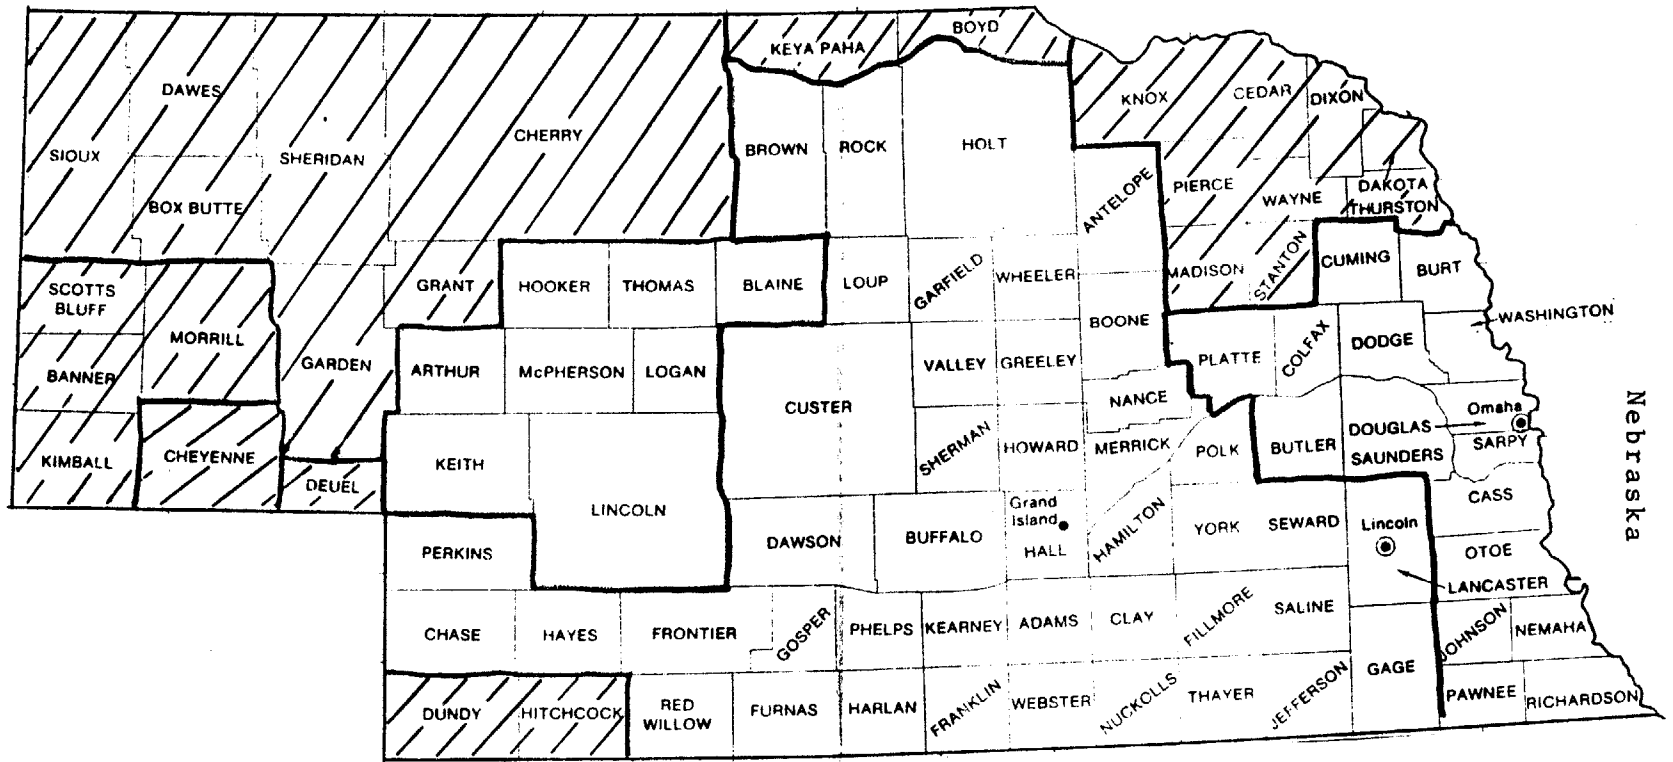 BOYD
KEYA PAHA
DAWES
KNOX
CEDAR
DIXON
CHERRY
SIOUX
SHERIDAN
BROWN
ROCK
HOLT
BOX BUTTE
ANTELOPE
PIERCE
WAYNE
DAKOTA
THURSTON
SCOTTS
BLUFF
GRANT
HOOKER
THOMAS
BLAINE
LOUP
GARFIELD
WHEELER
MADISON
STANTON
CUMING
BURT
MORRILL
BOONE
WASHINGTON
BANNER
GARDEN
ARTHUR
McPHERSON
LOGAN
VALLEY
GREELEY
PLATTE
COLFAX
DODGE
CUSTER
NANCE
Omaha
DOUGLAS
KIMBALL
CHEYENNE
DEUEL
KEITH
SHERMAN
HOWARD
MERRICK
POLK
BUTLER
SAUNDERS
SARPY
LINCOLN
Grand
Island
HALL
HAMILTON
YORK
SEWARD
Lincoln
CASS
PERKINS
DAWSON
BUFFALO
OTOE
LANCASTER
CHASE
HAYES
FRONTIER
GOSPER
PHELPS
KEARNEY
ADAMS
CLAY
FILLMORE
SALINE
JOHNSON
NEMAHA
DUNDY
HITCHCOCK
RED
WILLOW
FURNAS
HARLAN
FRANKLIN
WEBSTER
NUCKOLLS
THAYER
JEFFERSON
GAGE
PAWNEE
RICHARDSON
Nebraska